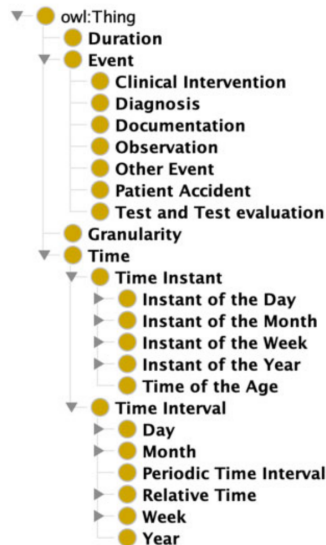 owl:Thing
Duration
Event
Clinical Intervention
Diagnosis
Documentation
Observation
Other Event
Patient Accident
Test and Test evaluation
Granularity
Time
Time Instant
Instant of the Day
Instant of the Month
Instant of the Week
Instant of the Year
Time of the Age
Time Interval
Day
Month
Periodic Time Interval
Relative Time
Week
Year